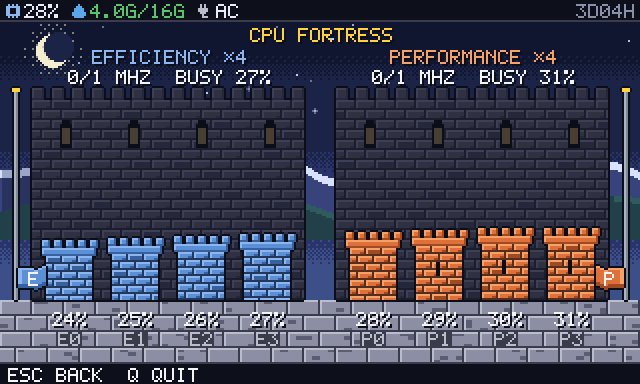 28% 4.0G/16G AC 3D04H
CPU FORTRESS
EFFICIENCY ×4 PERFORMANCE ×4
0/1 MHZ BUSY 27% 0/1 MHZ BUSY 31%
E P
24% 25% 26% 27% 28% 29% 30% 31%
E0 E1 E2 E3 P0 P1 P2 P3
ESC BACK Q QUIT